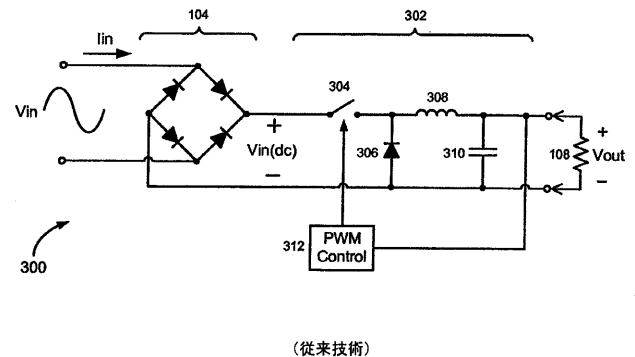 104
302
Iin
304
308
Vin
+
Vin(dc)
−
306
310
108
+
Vout
−
312
PWM
Control
300
(従来技術)